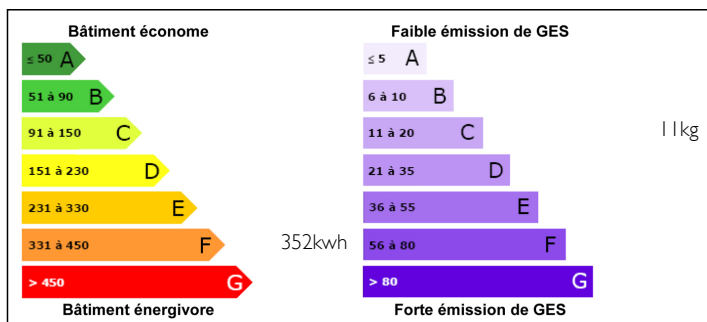 Bâtiment économe
≤ 50 A
51 à 90 B
91 à 150 C
151 à 230 D
231 à 330 E
331 à 450 F
352kwh
> 450 G
Bâtiment énergivore
Faible émission de GES
≤ 5 A
6 à 10 B
11 à 20 C
11kg
21 à 35 D
36 à 55 E
56 à 80 F
> 80 G
Forte émission de GES